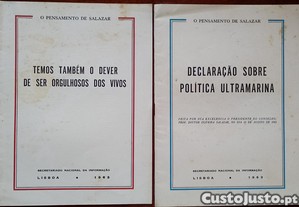 O PENSAMENTO DE SALAZAR
TEMOS TAMBÉM O DEVER
DE SER ORGULHOSOS DOS VIVOS
SECRETARIADO NACIONAL DA INFORMAÇÃO
LISBOA
O PENSAMENTO DE SALAZAR
DECLARAÇÃO SOBRE
POLÍTICA ULTRAMARINA
SECRETARIADO NACIONAL DA INFORMAÇÃO
LISBOA
CustoJusto.pt